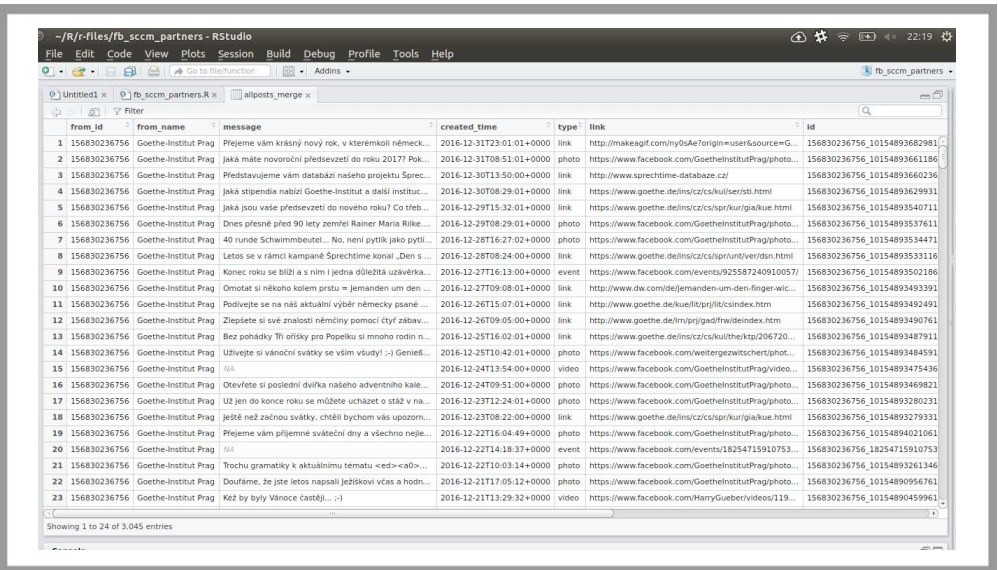 ~/R/r-files/fb_sccm_partners - RStudio 22:19
File Edit Code View Plots Session Build Debug Profile Tools Help
Go to file/function Addins fb_sccm_partners
Untitled1 × fb_sccm_partners.R × allposts_merge ×
Filter
from_id from_name message created_time type link id
1 156830236756 Goethe-Institut Prag Přejeme vám krásný nový rok, v kterémkoli německ... 2016-12-31T23:01:01+0000 link http://makeagif.com/ny0sAe?origin=user&source=G... 156830236756_10154893682981
2 156830236756 Goethe-Institut Prag Jaká máte novoroční předsevzetí do roku 2017? Pok... 2016-12-31T08:51:01+0000 photo https://www.facebook.com/GoetheInstitutPrag/photo... 156830236756_10154893661186
3 156830236756 Goethe-Institut Prag Představujeme vám databázi našeho projektu Šprec... 2016-12-30T13:50:00+0000 link http://www.sprechtime-databaze.cz/ 156830236756_10154893660236
4 156830236756 Goethe-Institut Prag Jaká stipendia nabízí Goethe-Institut a další instituc... 2016-12-30T08:29:01+0000 link https://www.goethe.de/ins/cz/cs/kul/ser/sti.html 156830236756_10154893629931
5 156830236756 Goethe-Institut Prag Jaká jsou vaše předsevzetí do nového roku? Co třeb... 2016-12-29T15:32:01+0000 link https://www.goethe.de/ins/cz/cs/spr/kur/gia/kue.html 156830236756_10154893540711
6 156830236756 Goethe-Institut Prag Dnes přesně před 90 lety zemřel Rainer Maria Rilke.... 2016-12-29T08:29:01+0000 photo https://www.facebook.com/GoetheInstitutPrag/photo... 156830236756_10154893537611
7 156830236756 Goethe-Institut Prag 40 runde Schwimmbeutel... No, není pytlík jako pytlí... 2016-12-28T16:27:02+0000 photo https://www.facebook.com/GoetheInstitutPrag/photo... 156830236756_10154893534471
8 156830236756 Goethe-Institut Prag Letos se v rámci kampaně Šprechtíme konal „Den s ... 2016-12-28T08:24:00+0000 link https://www.goethe.de/ins/cz/cs/spr/unt/ver/dsn.html 156830236756_10154893533116
9 156830236756 Goethe-Institut Prag Konec roku se blíží a s ním i jedna důležitá uzávěrka... 2016-12-27T16:13:00+0000 event https://www.facebook.com/events/925587240910057/ 156830236756_10154893502186
10 156830236756 Goethe-Institut Prag Omotat si někoho kolem prstu = Jemanden um den ... 2016-12-27T09:08:01+0000 link http://www.dw.com/de/jemanden-um-den-finger-wic... 156830236756_10154893493391
11 156830236756 Goethe-Institut Prag Podívejte se na náš aktuální výběr německy psané ... 2016-12-26T15:07:01+0000 link http://www.goethe.de/kue/lit/prj/lit/csindex.htm 156830236756_10154893492491
12 156830236756 Goethe-Institut Prag Zlepšete si své znalosti němčiny pomocí čtyř zábav... 2016-12-26T09:05:00+0000 link http://www.goethe.de/lrn/prj/gad/frw/deindex.htm 156830236756_10154893490761
13 156830236756 Goethe-Institut Prag Bez pohádky Tři oříšky pro Popelku si mnoho rodin n... 2016-12-25T16:02:01+0000 link https://www.goethe.de/ins/cz/cs/kul/the/ktp/206720... 156830236756_10154893487911
14 156830236756 Goethe-Institut Prag Užívejte si vánoční svátky se vším všudy! ;-) Genieß... 2016-12-25T10:42:01+0000 photo https://www.facebook.com/weitergezwitschert/phot... 156830236756_10154893484591
15 156830236756 Goethe-Institut Prag NA 2016-12-24T13:54:00+0000 video https://www.facebook.com/GoetheInstitutPrag/video... 156830236756_10154893475436
16 156830236756 Goethe-Institut Prag Otevřete si poslední dvířka našeho adventního kale... 2016-12-24T09:51:00+0000 photo https://www.facebook.com/GoetheInstitutPrag/photo... 156830236756_10154893469821
17 156830236756 Goethe-Institut Prag Už jen do konce roku se můžete ucházet o stáž v na... 2016-12-23T12:24:01+0000 photo https://www.facebook.com/GoetheInstitutPrag/photo... 156830236756_10154893280231
18 156830236756 Goethe-Institut Prag Ještě než začnou svátky, chtěli bychom vás upozorn... 2016-12-23T08:22:00+0000 link https://www.goethe.de/ins/cz/cs/spr/kur/gia/kue.html 156830236756_10154893279331
19 156830236756 Goethe-Institut Prag Přejeme vám příjemné sváteční dny a všechno nejle... 2016-12-22T16:04:49+0000 photo https://www.facebook.com/GoetheInstitutPrag/photo... 156830236756_10154894021061
20 156830236756 Goethe-Institut Prag NA 2016-12-22T14:18:37+0000 event https://www.facebook.com/events/18254715910753... 156830236756_18254715910753
21 156830236756 Goethe-Institut Prag Trochu gramatiky k aktuálnímu tématu <ed><a0>... 2016-12-22T10:03:14+0000 photo https://www.facebook.com/GoetheInstitutPrag/photo... 156830236756_10154893261346
22 156830236756 Goethe-Institut Prag Doufáme, že jste letos napsali Ježíškovi včas a hodn... 2016-12-21T17:05:12+0000 photo https://www.facebook.com/GoetheInstitutPrag/photo... 156830236756_10154890956761
23 156830236756 Goethe-Institut Prag Kéž by byly Vánoce častěji... ;-) 2016-12-21T13:29:32+0000 video https://www.facebook.com/HarryGueber/videos/119... 156830236756_10154890459961
Showing 1 to 24 of 3,045 entries